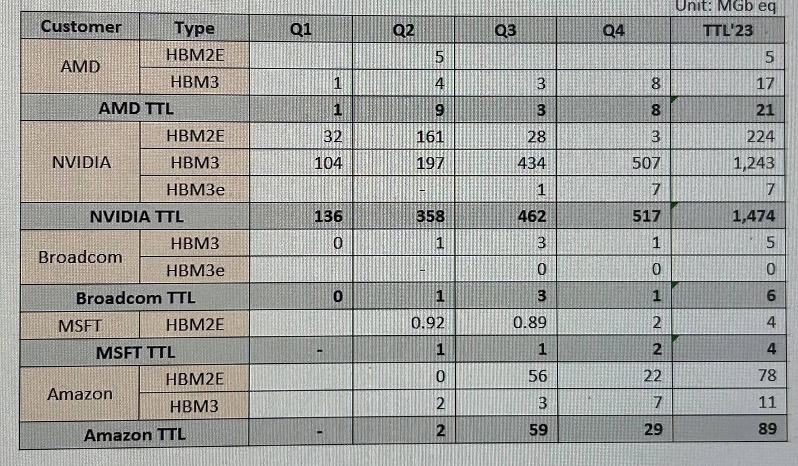 Unit: MGb eq
Customer Type Q1 Q2 Q3 Q4 TTL'23
AMD HBM2E 5 5
HBM3 1 4 3 8 17
AMD TTL 1 9 3 8 21
NVIDIA HBM2E 32 161 28 3 224
HBM3 104 197 434 507 1,243
HBM3e - 1 7 7
NVIDIA TTL 136 358 462 517 1,474
Broadcom HBM3 0 1 3 1 5
HBM3e - 0 0 0
Broadcom TTL 0 1 3 1 6
MSFT HBM2E 0.92 0.89 2 4
MSFT TTL - 1 1 2 4
Amazon HBM2E 0 56 22 78
HBM3 2 3 7 11
Amazon TTL - 2 59 29 89